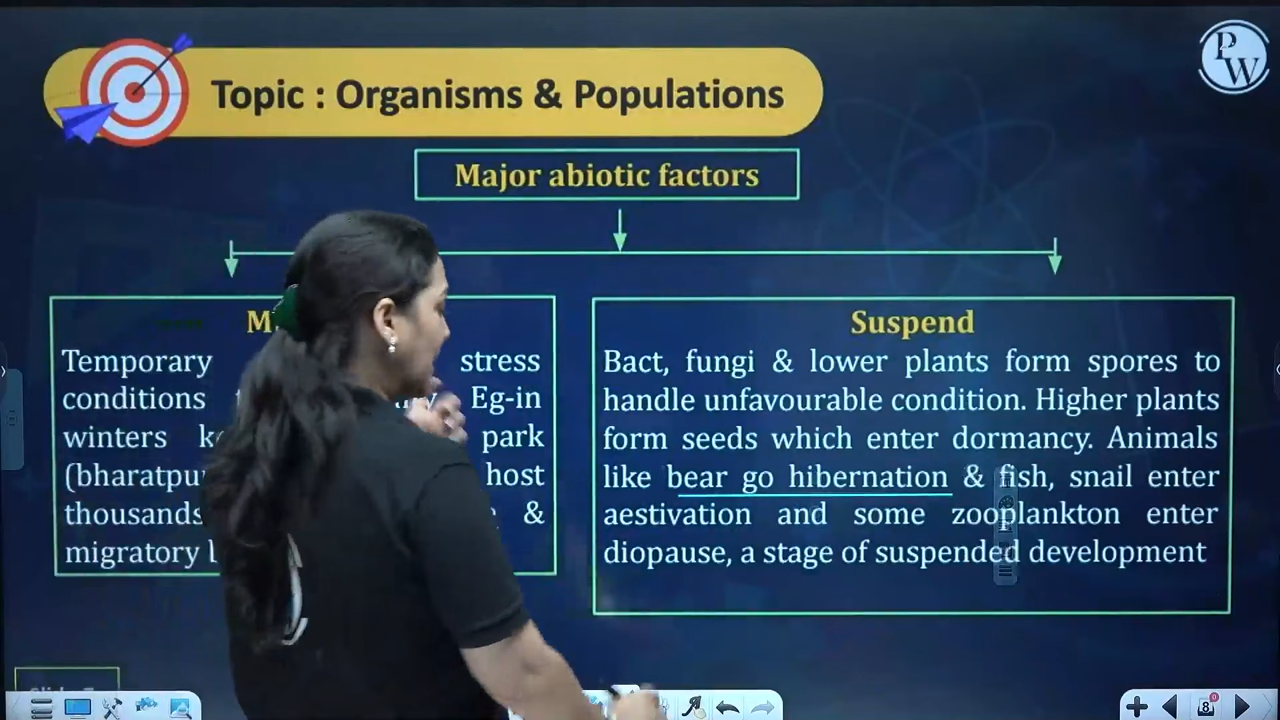 PW
Topic : Organisms & Populations
Major abiotic factors
Temporary stress
conditions Eg-in
winters park
(bharatpu host
thousands &
migratory
Suspend
Bact, fungi & lower plants form spores to
handle unfavourable condition. Higher plants
form seeds which enter dormancy. Animals
like bear go hibernation & fish, snail enter
aestivation and some zooplankton enter
diopause, a stage of suspended development
8